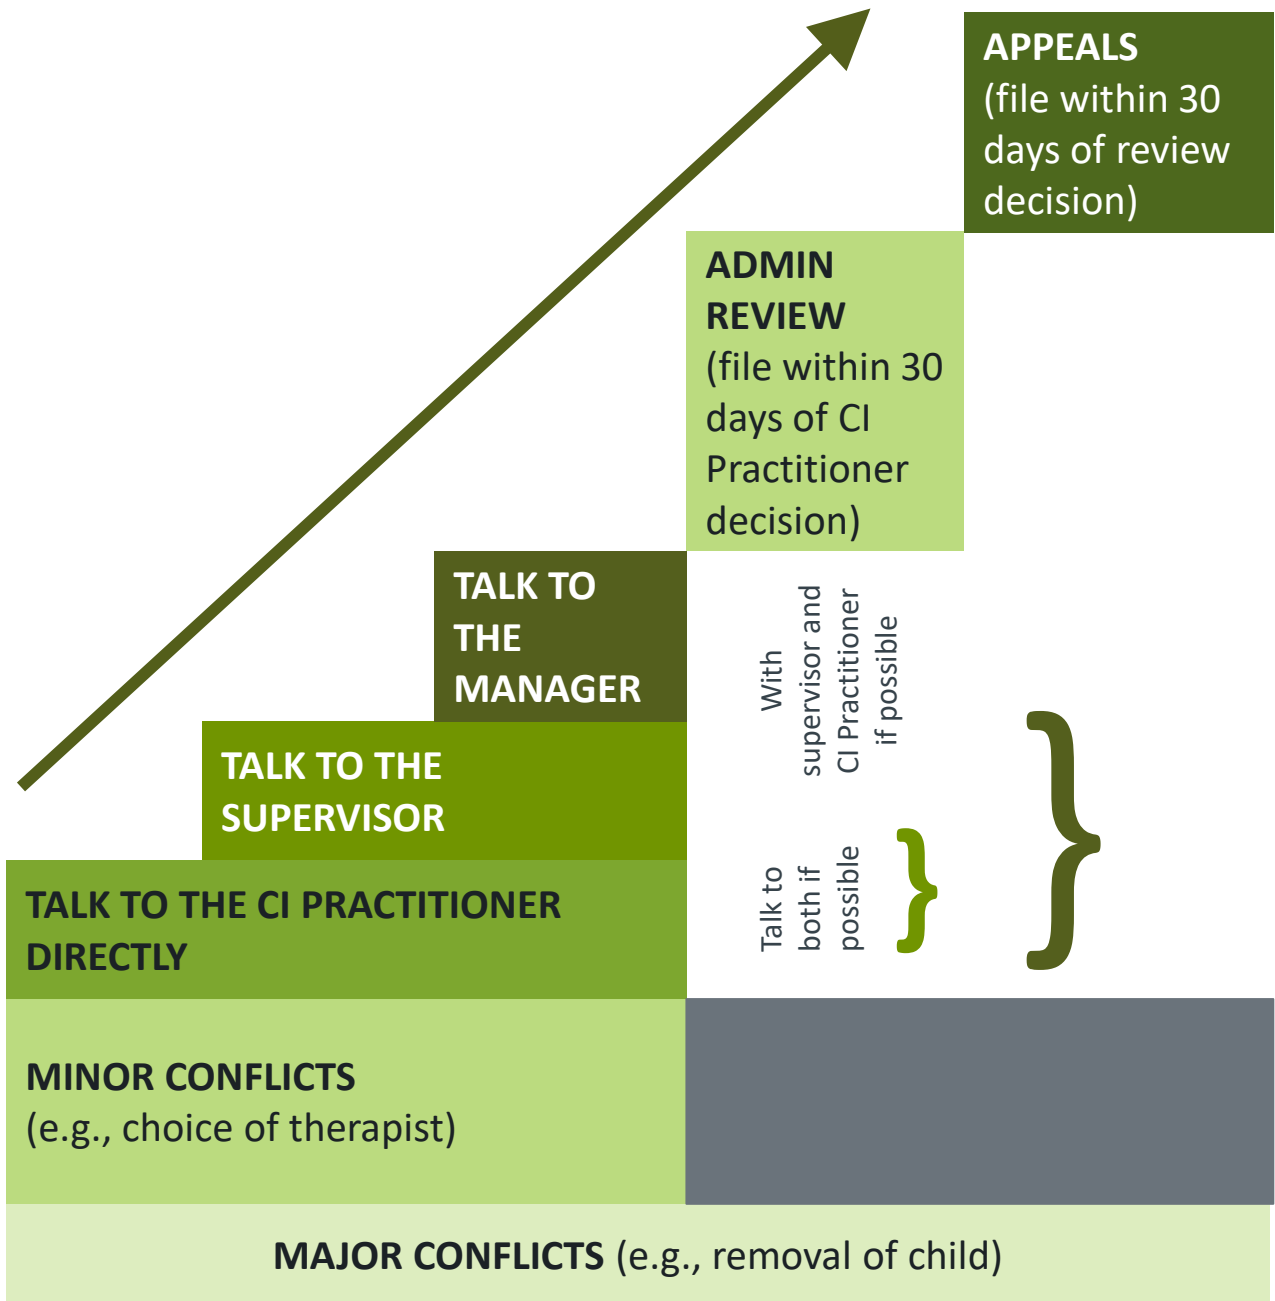 APPEALS
(file within 30
days of review
decision)
ADMIN
REVIEW
(file within 30
days of CI
Practitioner
decision)
TALK TO
THE
MANAGER
With
supervisor and
CI Practitioner
if possible
TALK TO THE
SUPERVISOR
TALK TO THE CI PRACTITIONER
DIRECTLY
Talk to
both if
possible
MINOR CONFLICTS
(e.g., choice of therapist)
MAJOR CONFLICTS (e.g., removal of child)